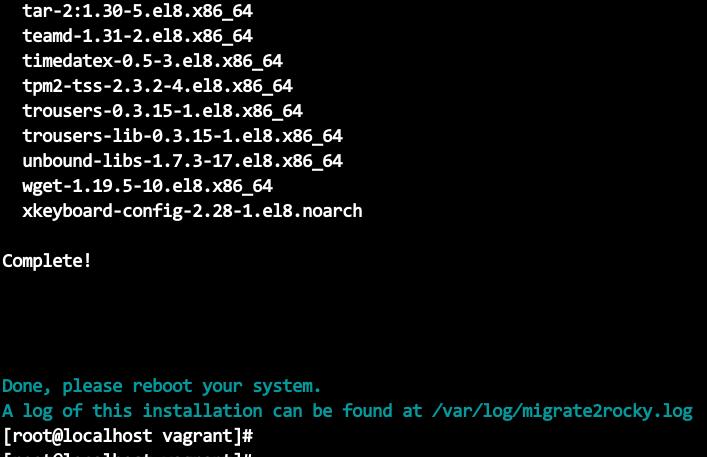 tar-2:1.30-5.el8.x86_64
teamd-1.31-2.el8.x86_64
timedatex-0.5-3.el8.x86_64
tpm2-tss-2.3.2-4.el8.x86_64
trousers-0.3.15-1.el8.x86_64
trousers-lib-0.3.15-1.el8.x86_64
unbound-libs-1.7.3-17.el8.x86_64
wget-1.19.5-10.el8.x86_64
xkeyboard-config-2.28-1.el8.noarch
Complete!
Done, please reboot your system.
A log of this installation can be found at /var/log/migrate2rocky.log
[root@localhost vagrant]#
[root@localhost vagrant]#